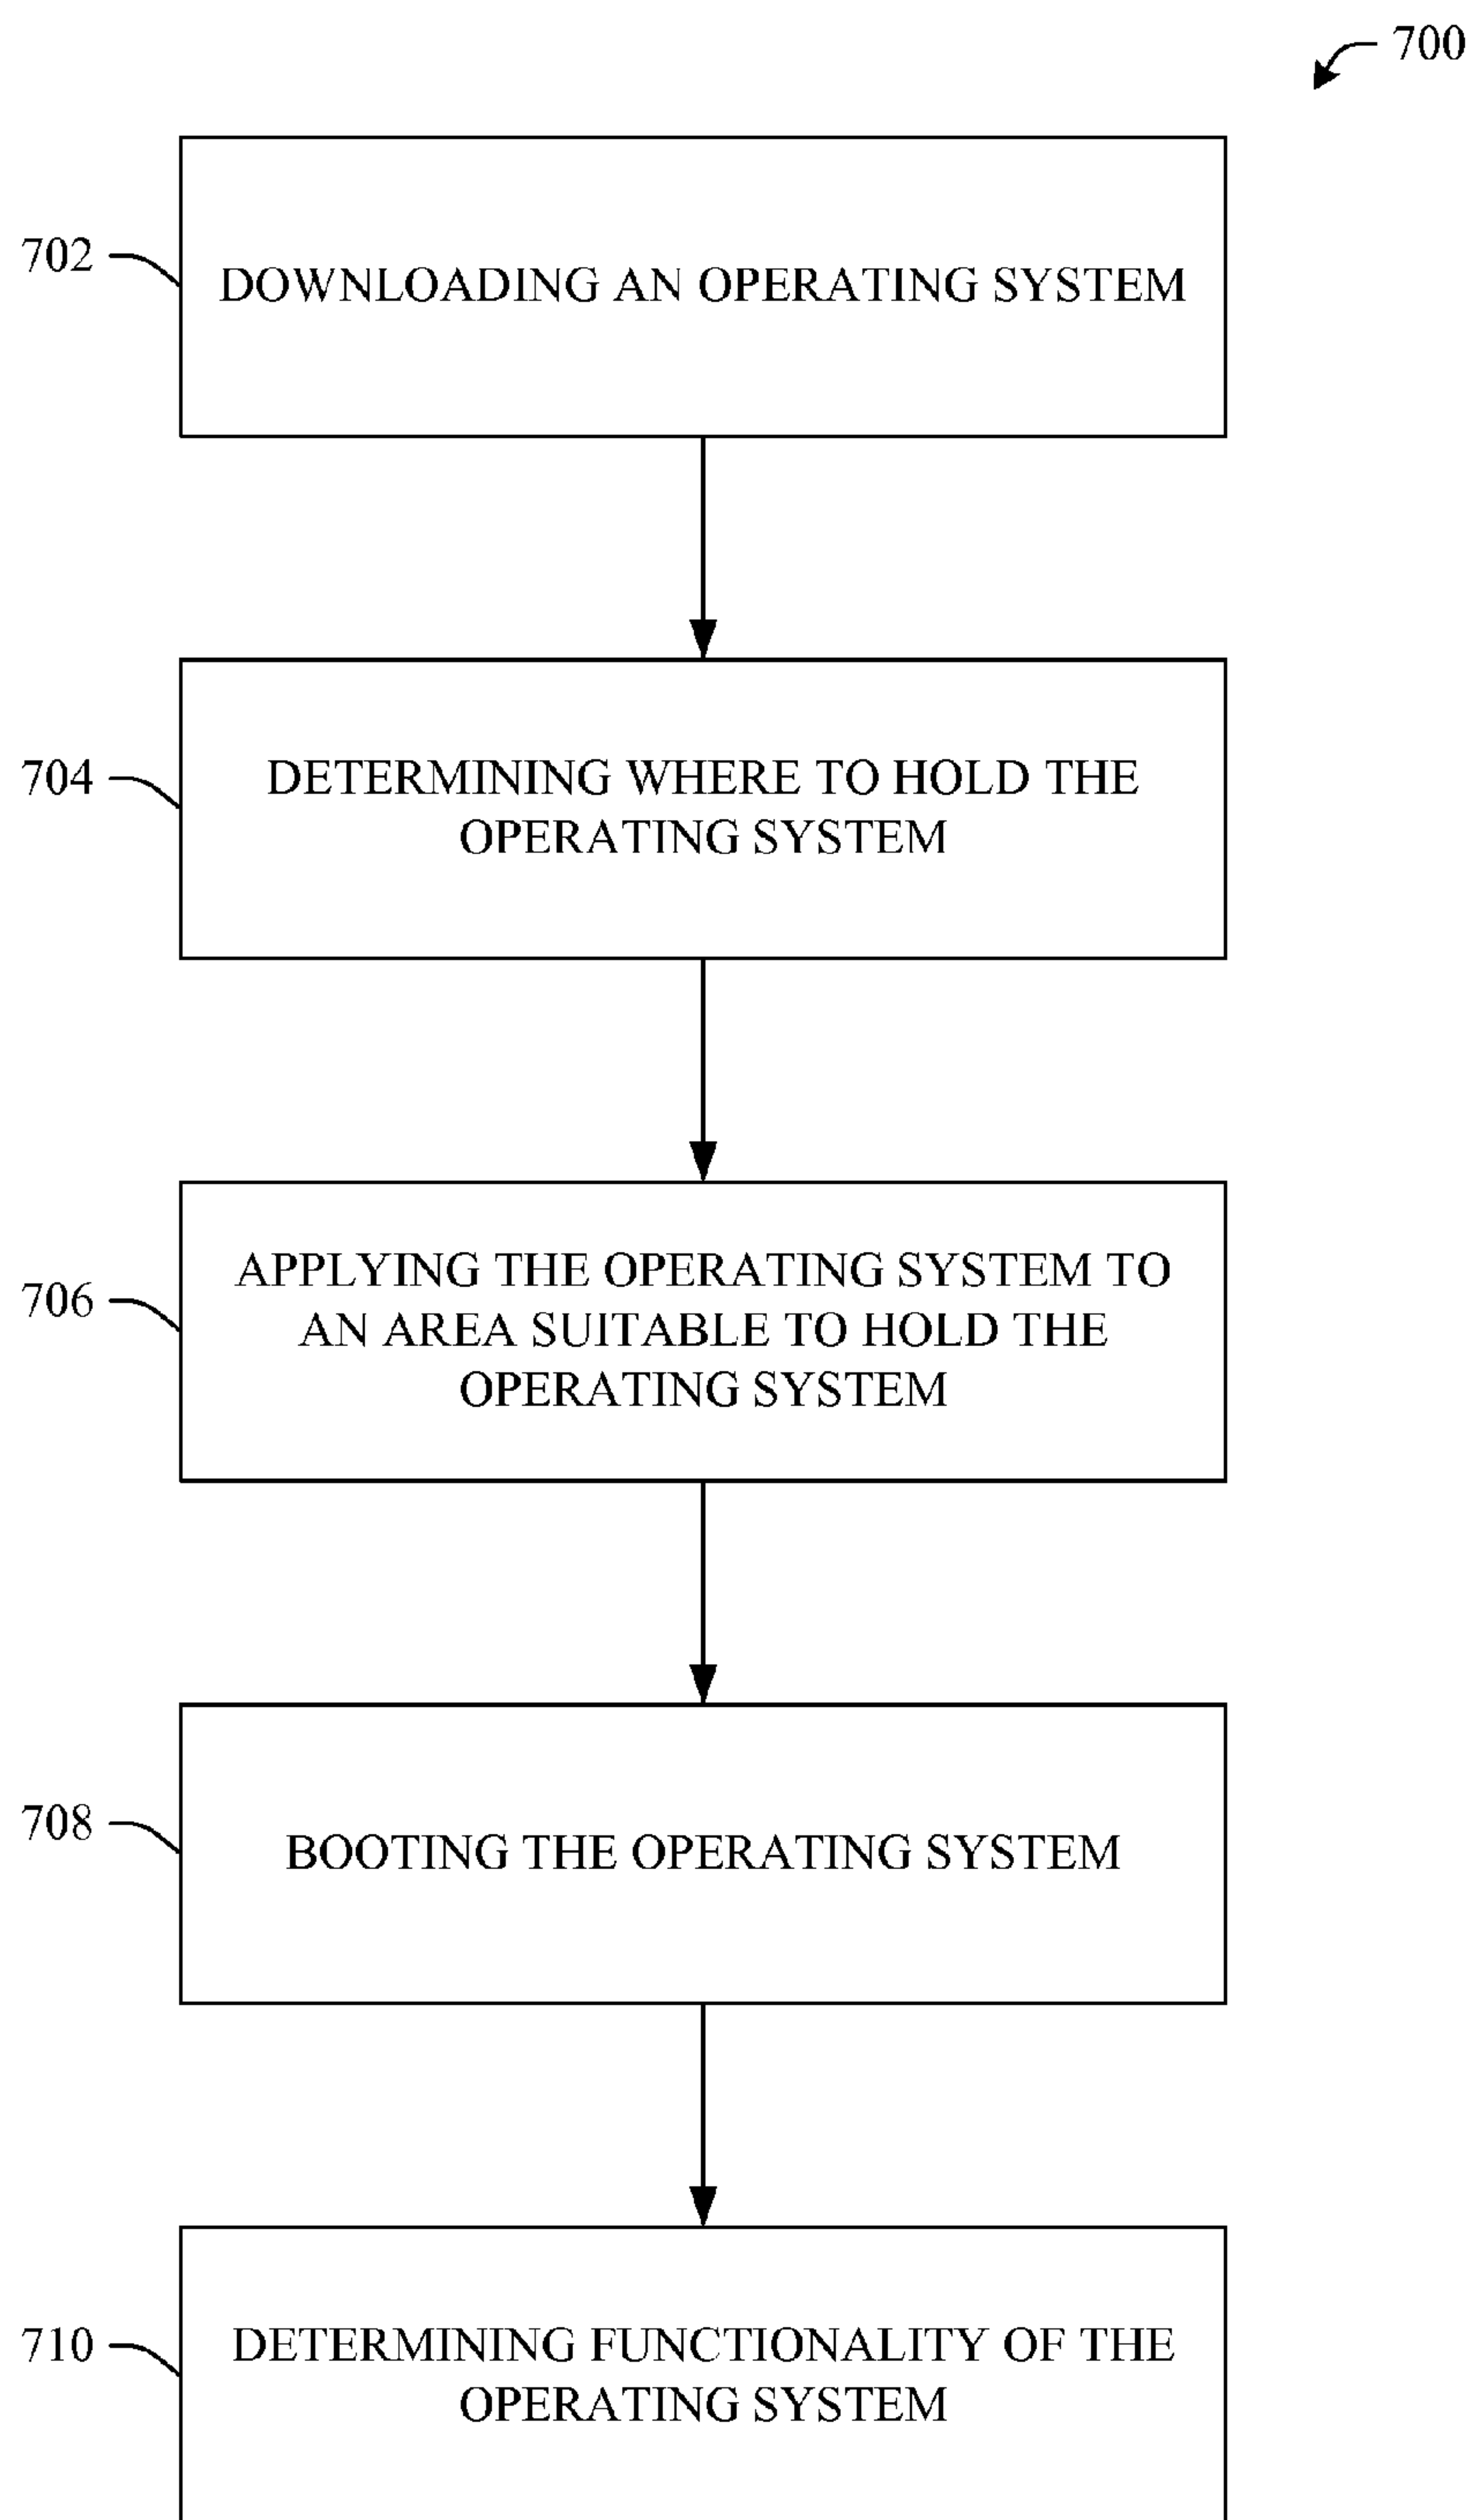 700
702
DOWNLOADING AN OPERATING SYSTEM
704
DETERMINING WHERE TO HOLD THE
OPERATING SYSTEM
706
APPLYING THE OPERATING SYSTEM TO
AN AREA SUITABLE TO HOLD THE
OPERATING SYSTEM
708
BOOTING THE OPERATING SYSTEM
710
DETERMINING FUNCTIONALITY OF THE
OPERATING SYSTEM